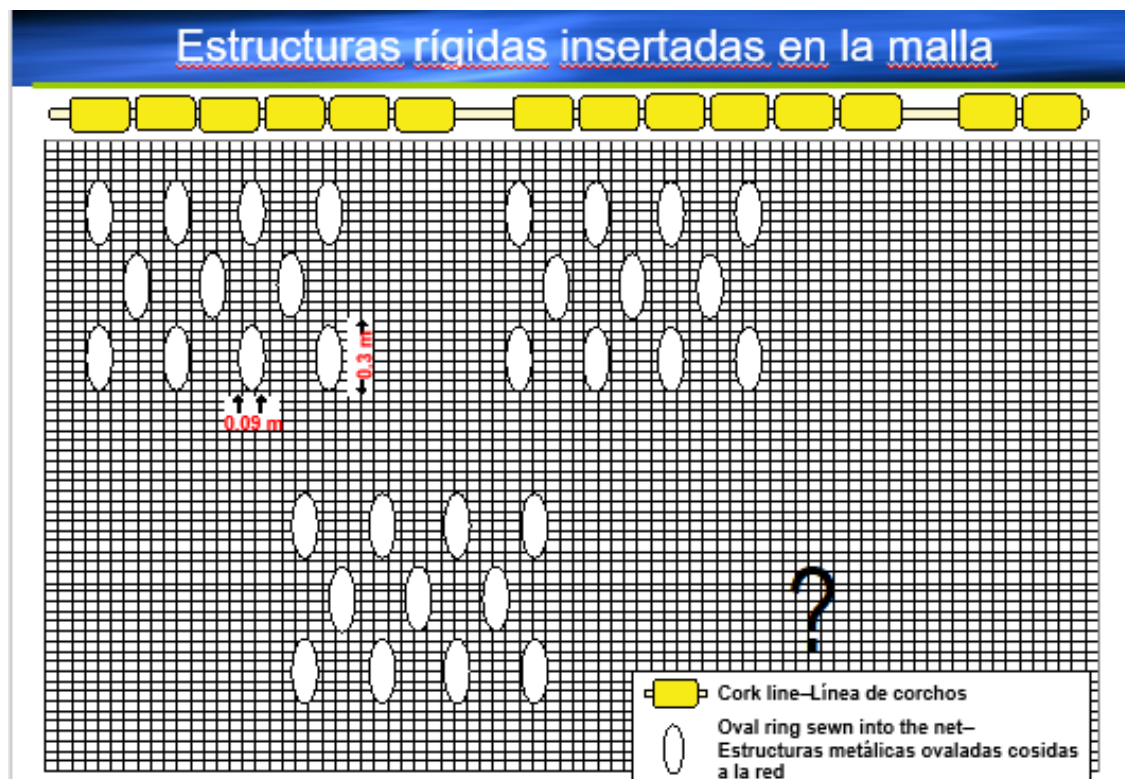 Estructuras rígidas insertadas en la malla
0.3 m
0.09 m
?
Cork line–Línea de corchos
Oval ring sewn into the net–
Estructuras metálicas ovaladas cosidas
a la red